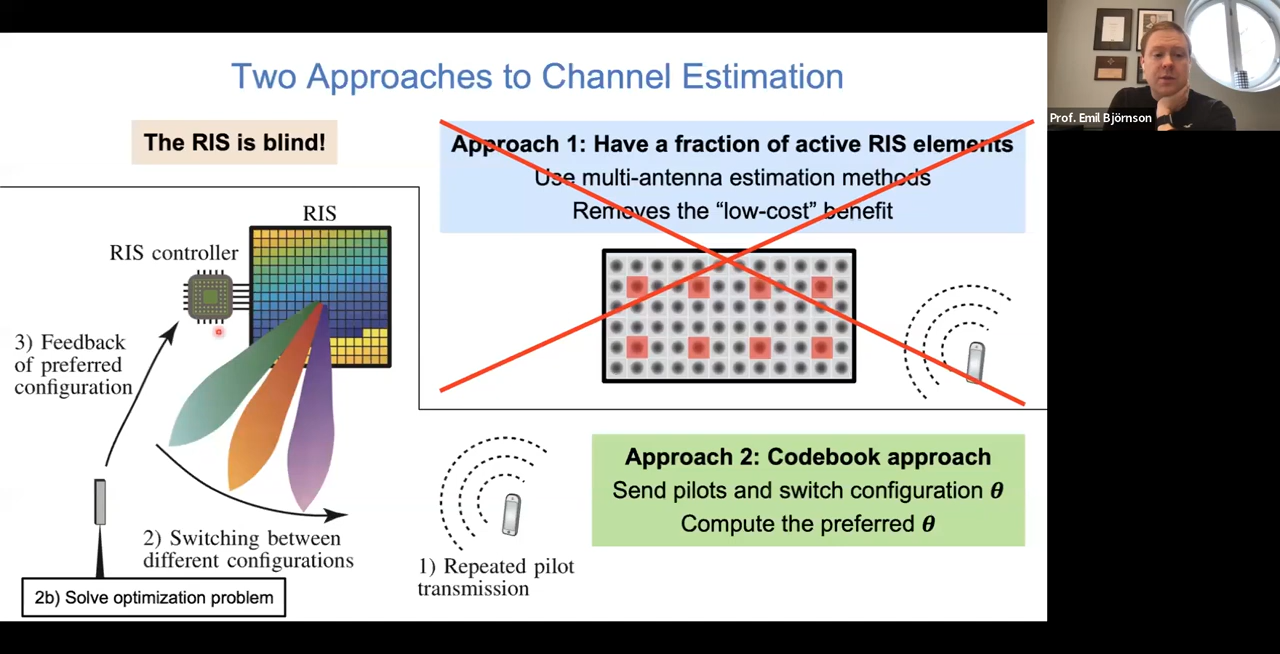 Two Approaches to Channel Estimation
The RIS is blind!
Approach 1: Have a fraction of active RIS elements
Use multi-antenna estimation methods
Removes the “low-cost” benefit
RIS
RIS controller
3) Feedback
of preferred
configuration
2) Switching between
different configurations
2b) Solve optimization problem
1) Repeated pilot
transmission
Approach 2: Codebook approach
Send pilots and switch configuration θ
Compute the preferred θ
Prof. Emil Björnson